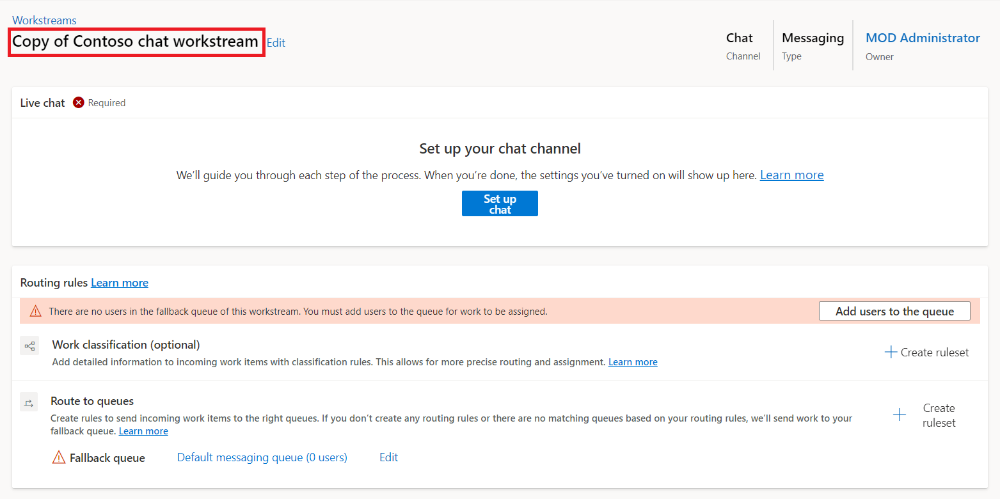 Workstreams
Copy of Contoso chat workstream Edit
Chat
Channel
Messaging
Type
MOD Administrator
Owner
Live chat Required
Set up your chat channel
We’ll guide you through each step of the process. When you’re done, the settings you’ve turned on will show up here. Learn more
Set up
chat
Routing rules Learn more
There are no users in the fallback queue of this workstream. You must add users to the queue for work to be assigned. Add users to the queue
Work classification (optional)
Add detailed information to incoming work items with classification rules. This allows for more precise routing and assignment. Learn more
Create ruleset
Route to queues
Create rules to send incoming work items to the right queues. If you don’t create any routing rules or there are no matching queues based on your routing rules, we’ll send work to your
fallback queue. Learn more
Create
ruleset
Fallback queue Default messaging queue (0 users) Edit